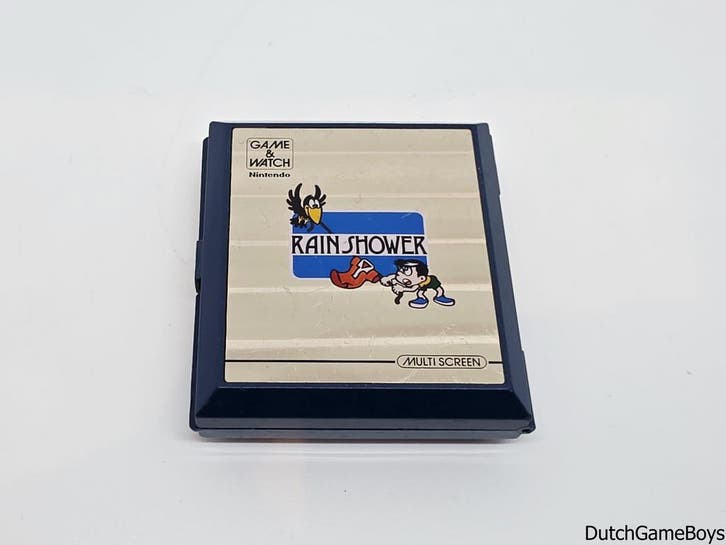 GAME
&
WATCH
Nintendo
RAIN SHOWER
MULTI SCREEN
DutchGameBoys